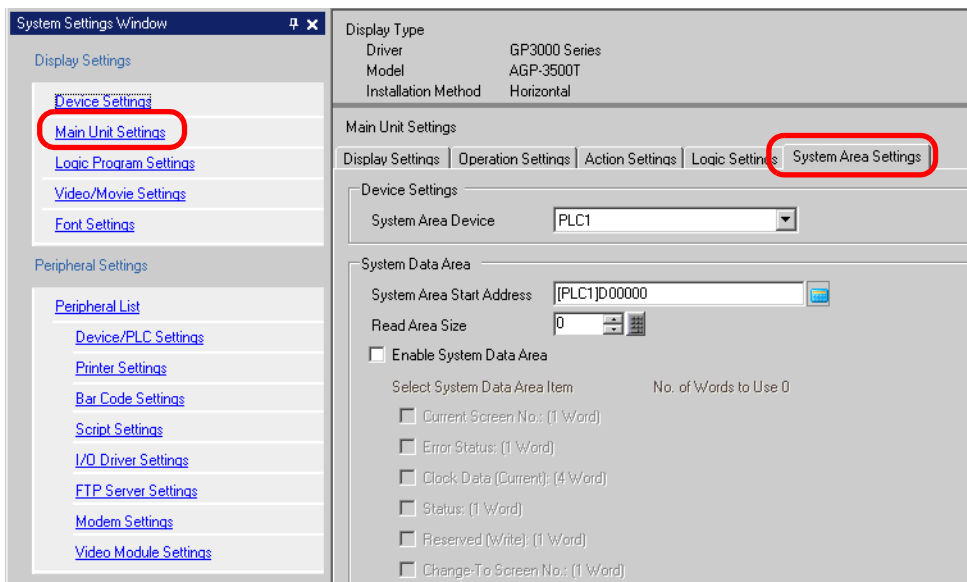 System Settings Window
Display Settings
Device Settings
Main Unit Settings
Logic Program Settings
Video/Movie Settings
Font Settings
Peripheral Settings
Peripheral List
Device/PLC Settings
Printer Settings
Bar Code Settings
Script Settings
I/O Driver Settings
FTP Server Settings
Modem Settings
Video Module Settings
Display Type
Driver GP3000 Series
Model AGP-3500T
Installation Method Horizontal
Main Unit Settings
Display Settings Operation Settings Action Settings Logic Settings System Area Settings
Device Settings
System Area Device PLC1
System Data Area
System Area Start Address [PLC1]D00000
Read Area Size 0
Enable System Data Area
Select System Data Area Item No. of Words to Use 0
Current Screen No.: (1 Word)
Error Status: (1 Word)
Clock Data (Current): (4 Word)
Status: (1 Word)
Reserved (Write): (1 Word)
Change-To Screen No.: (1 Word)